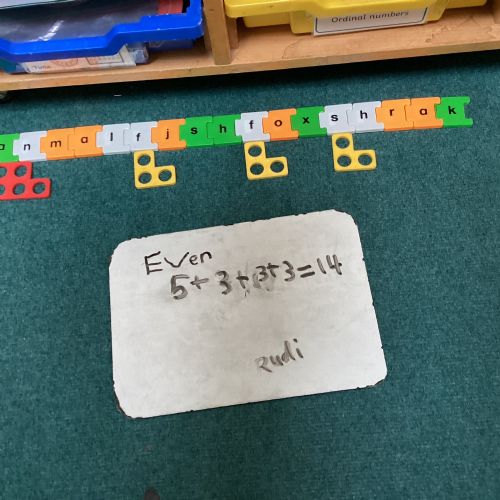 Ordinal numbers
a n m a l f j s h f o x s h r a k
Even
5+3+3+3=14
rudi